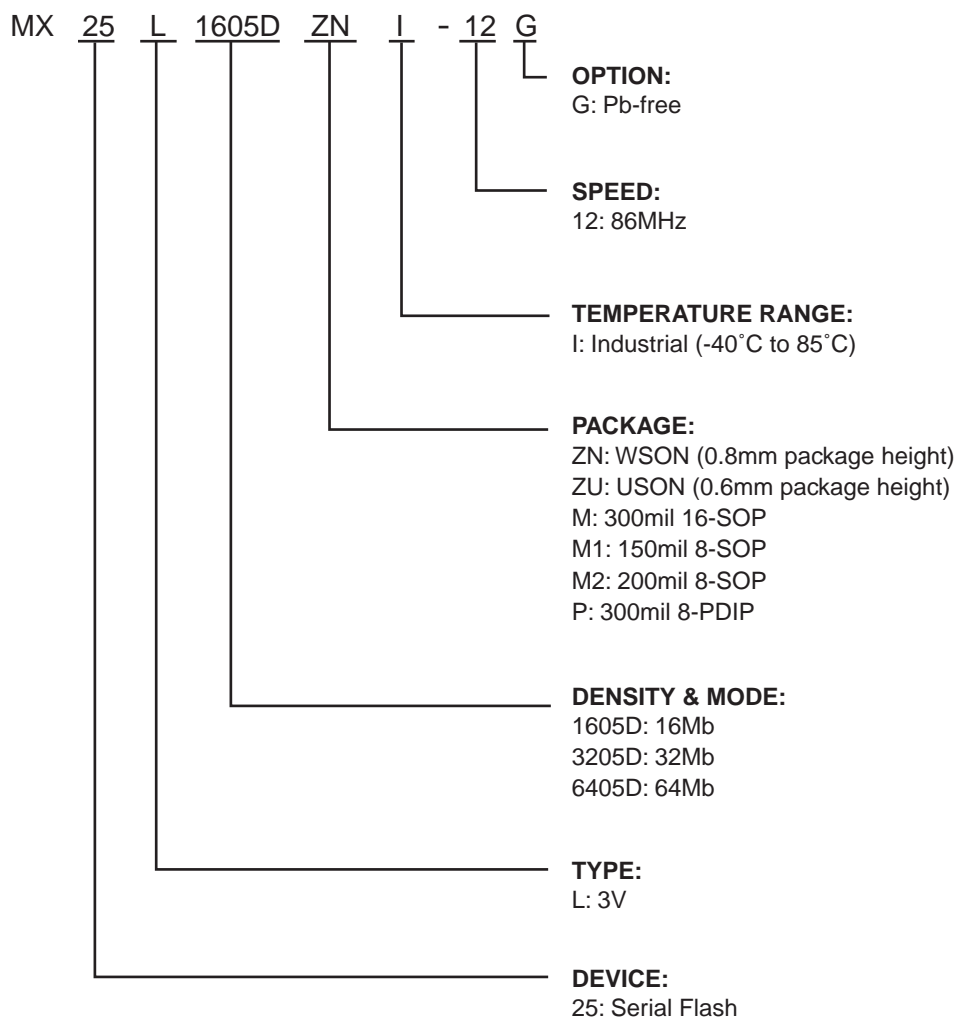 MX 25 L 1605D ZN I - 12 G
OPTION:
G: Pb-free
SPEED:
12: 86MHz
TEMPERATURE RANGE:
I: Industrial (-40˚C to 85˚C)
PACKAGE:
ZN: WSON (0.8mm package height)
ZU: USON (0.6mm package height)
M: 300mil 16-SOP
M1: 150mil 8-SOP
M2: 200mil 8-SOP
P: 300mil 8-PDIP
DENSITY & MODE:
1605D: 16Mb
3205D: 32Mb
6405D: 64Mb
TYPE:
L: 3V
DEVICE:
25: Serial Flash